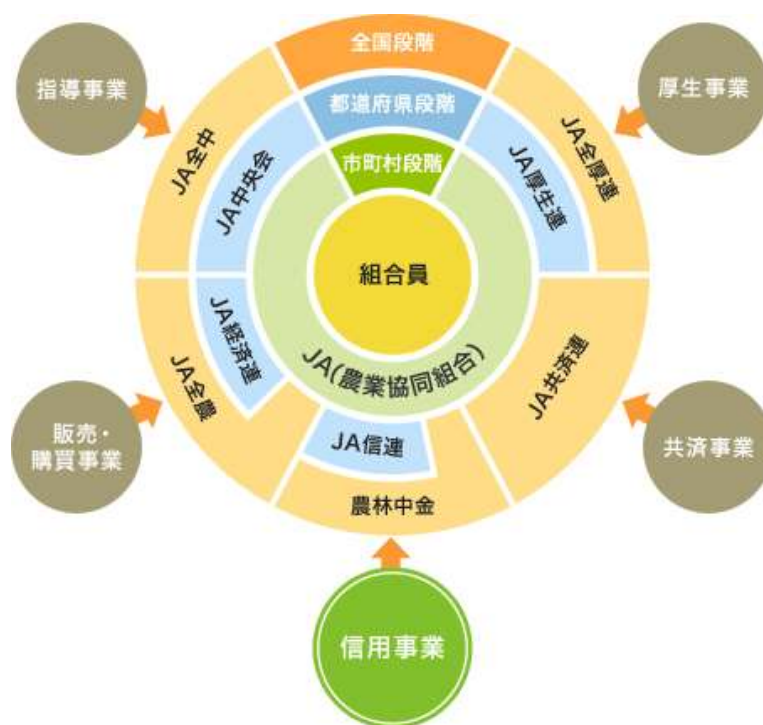 全国段階
指導事業
厚生事業
都道府県段階
JA全中
JA中央会
市町村段階
JA厚生連
JA全厚連
組合員
JA経済連
JA全農
JA(農業協同組合)
JA共済連
販売・
購買事業
JA信連
共済事業
農林中金
信用事業